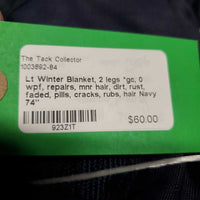 The Tack Collector
1003892-84
Lt Winter Blanket, 2 legs *gc, 0
wpf, repairs, mnr hair, dirt, rust,
faded, pills, cracks, rubs, hair Navy
74"
$60.00
923Z1T